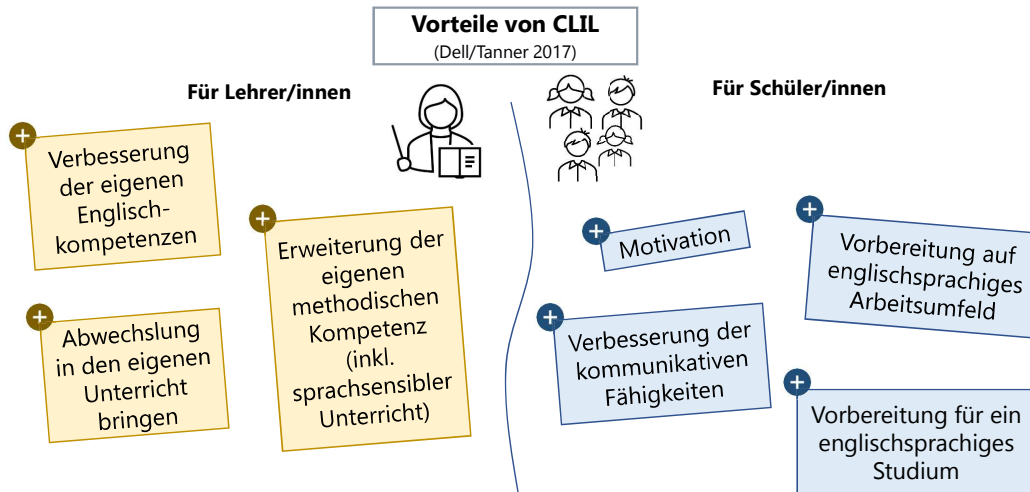 Vorteile von CLIL
(Dell/Tanner 2017)
Für Lehrer/innen
Verbesserung
der eigenen
Englisch-
kompetenzen
Erweiterung der
eigenen
methodischen
Kompetenz
(inkl.
sprachsensibler
Unterricht)
Abwechslung
in den eigenen
Unterricht
bringen
Für Schüler/innen
Motivation
Vorbereitung auf
englischsprachiges
Arbeitsumfeld
Verbesserung der
kommunikativen
Fähigkeiten
Vorbereitung für ein
englischsprachiges
Studium